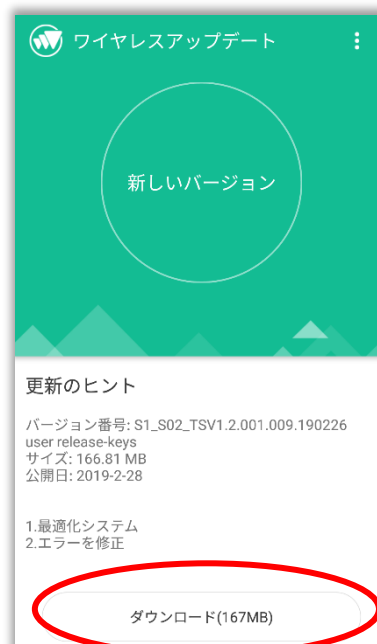 ワイヤレスアップデート
新しいバージョン
更新のヒント
バージョン番号: S1_S02_TSV1.2.001.009.190226
user release-keys
サイズ: 166.81 MB
公開日: 2019-2-28
1.最適化システム
2.エラーを修正
ダウンロード(167MB)